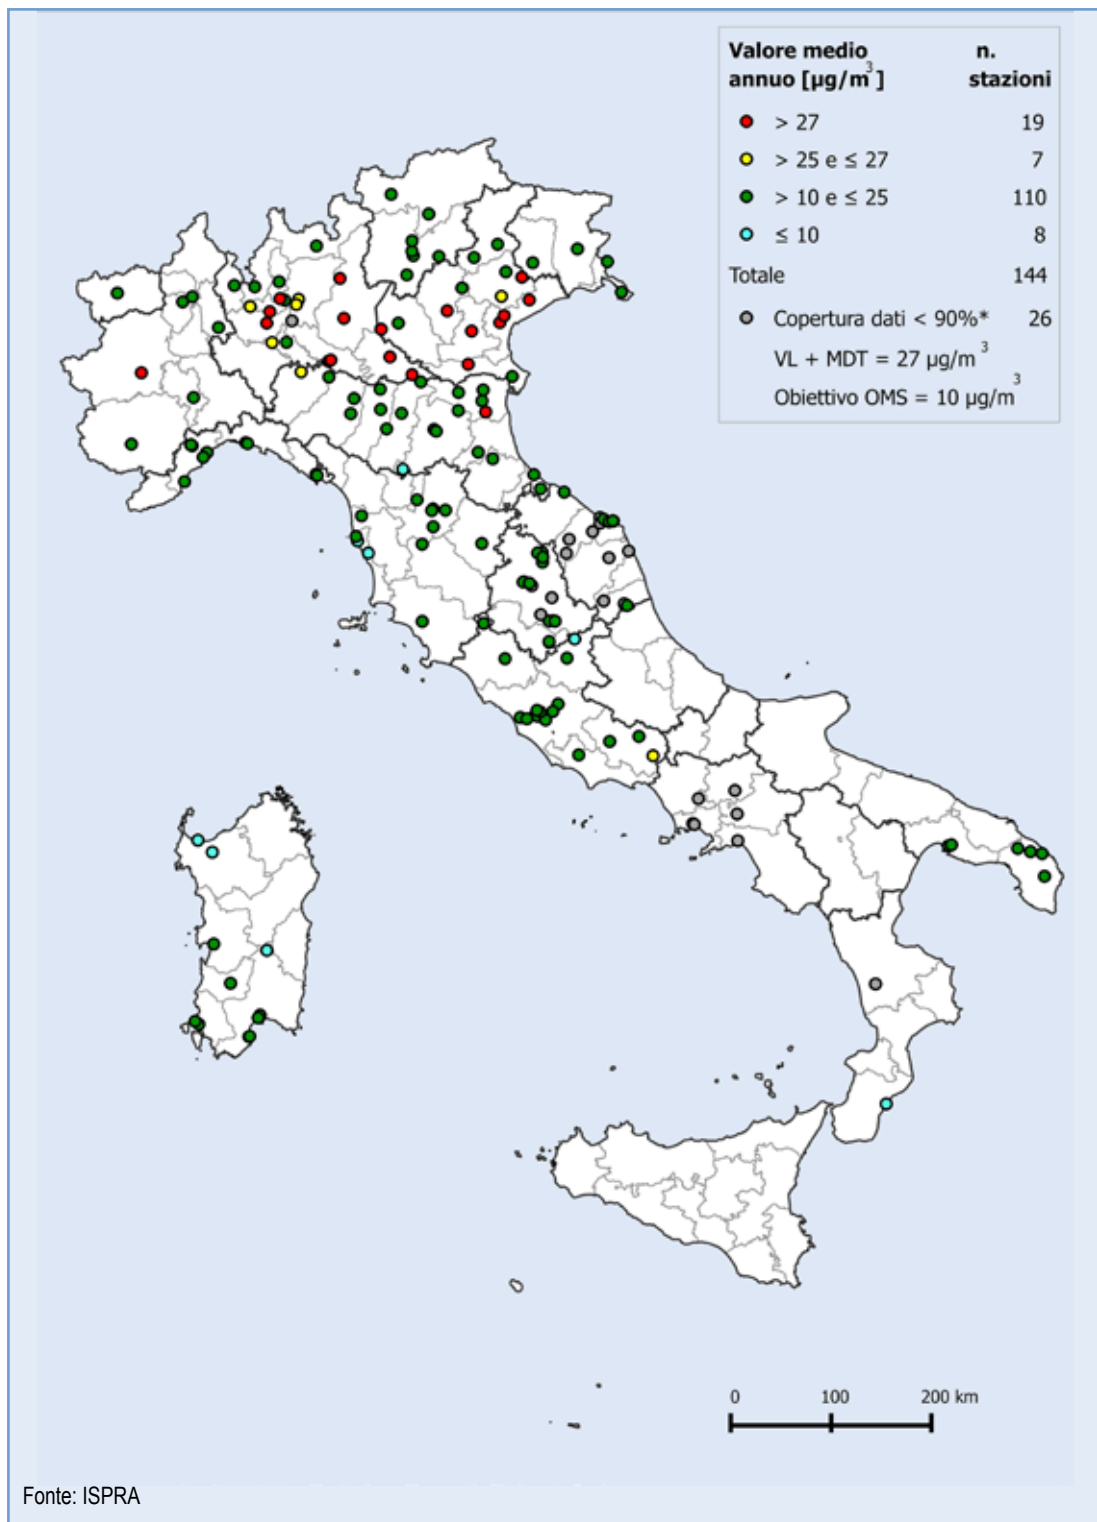 Valore medio n.
annuo [µg/m³] stazioni
> 27 19
> 25 e ≤ 27 7
> 10 e ≤ 25 110
≤ 10 8
Totale 144
Copertura dati < 90%* 26
VL + MDT = 27 µg/m³
Obiettivo OMS = 10 µg/m³
0 100 200 km
Fonte: ISPRA